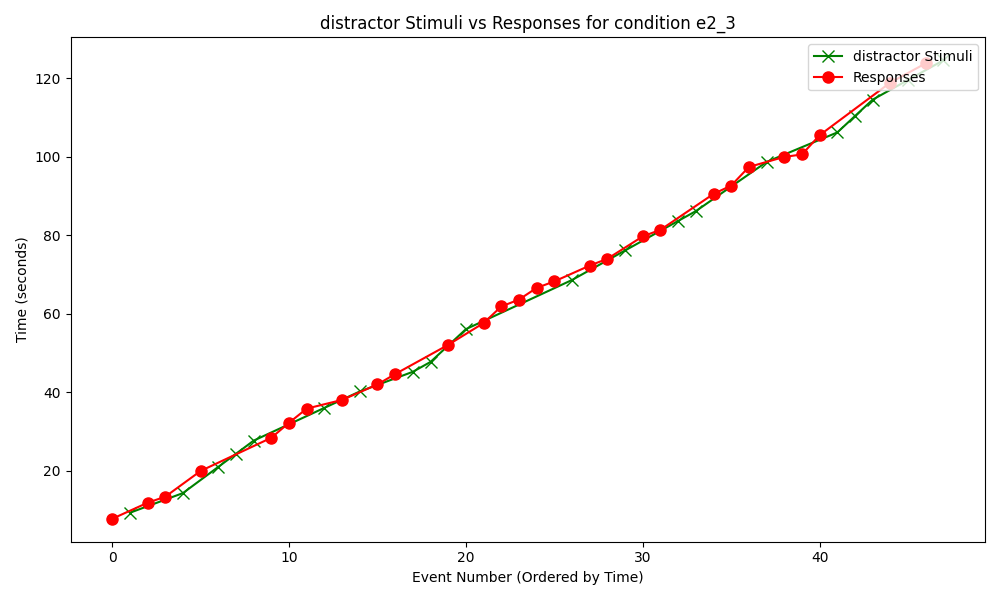 distractor Stimuli vs Responses for condition e2_3
distractor Stimuli
Responses
Time (seconds)
120
100
80
60
40
20
0 10 20 30 40
Event Number (Ordered by Time)